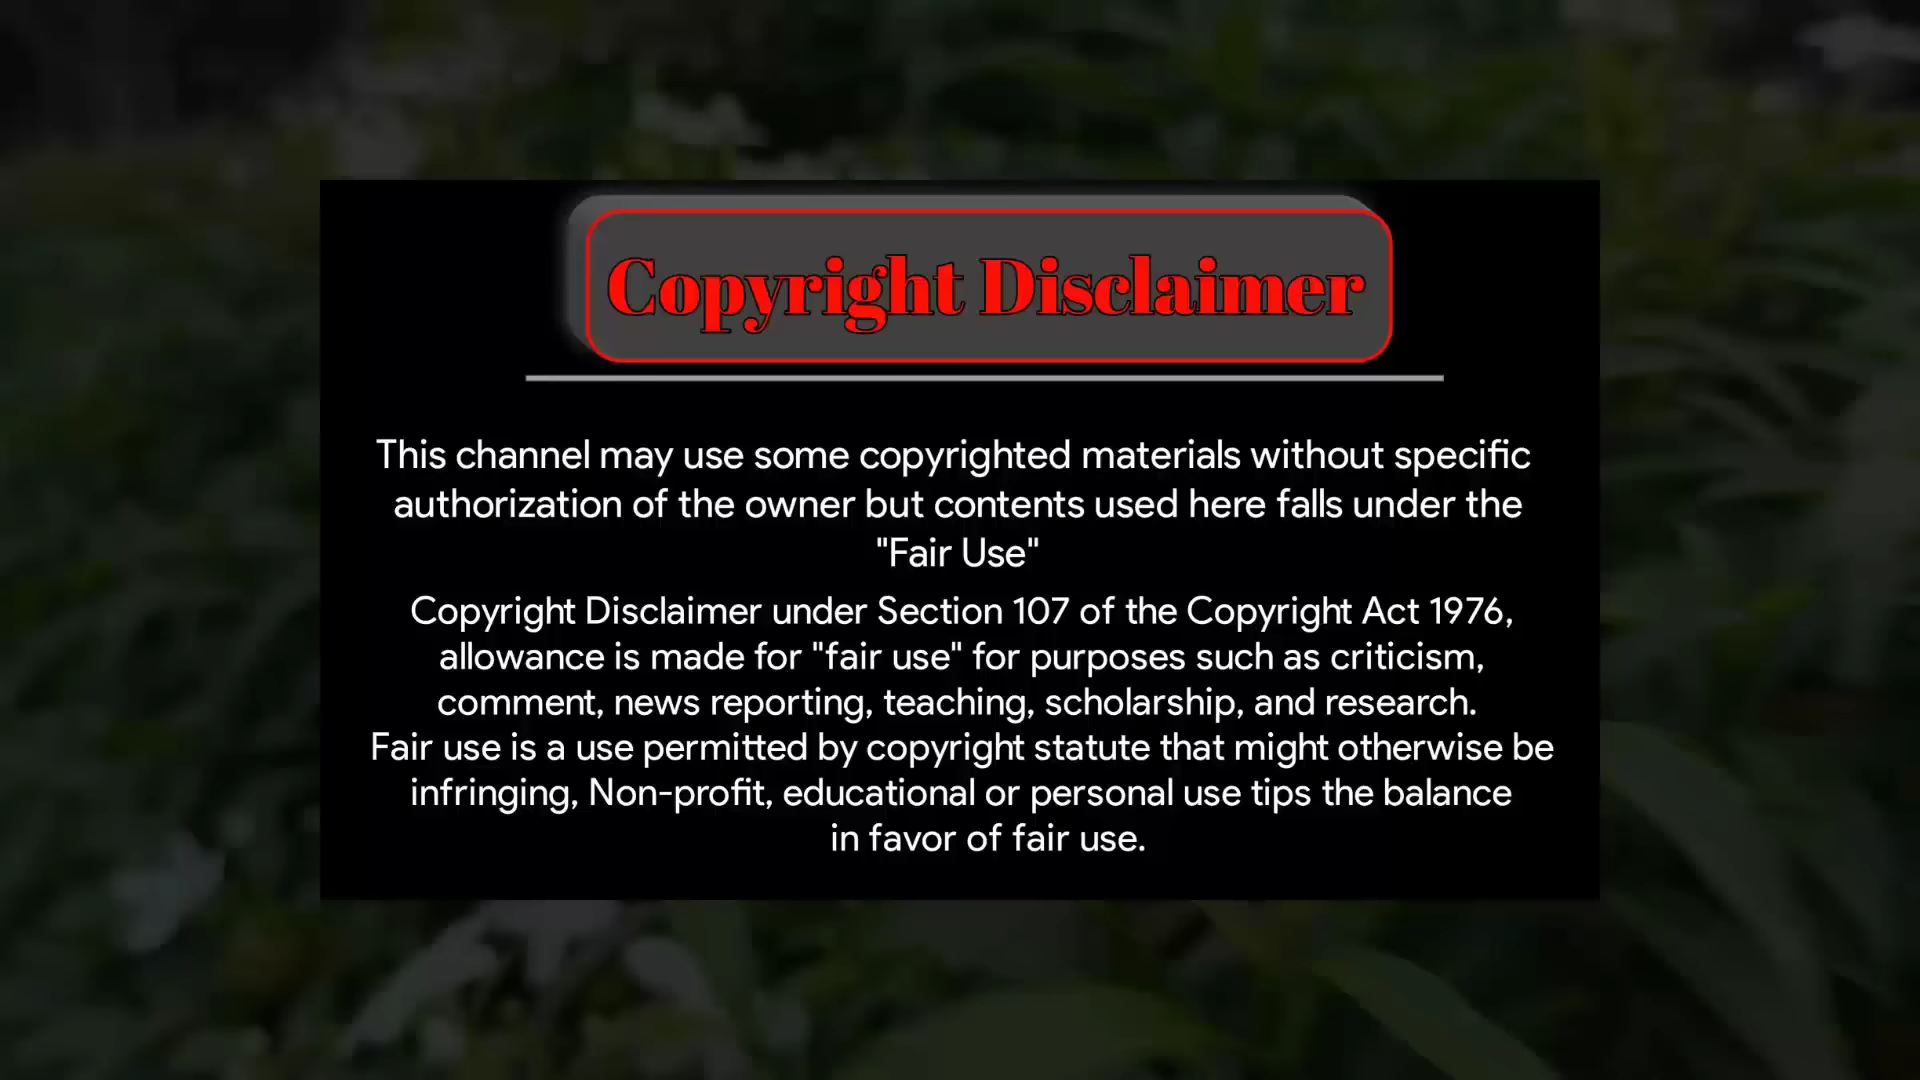 Copyright Disclaimer
This channel may use some copyrighted materials without specific
authorization of the owner but contents used here falls under the
"Fair Use"
Copyright Disclaimer under Section 107 of the Copyright Act 1976,
allowance is made for "fair use" for purposes such as criticism,
comment, news reporting, teaching, scholarship, and research.
Fair use is a use permitted by copyright statute that might otherwise be
infringing, Non-profit, educational or personal use tips the balance
in favor of fair use.